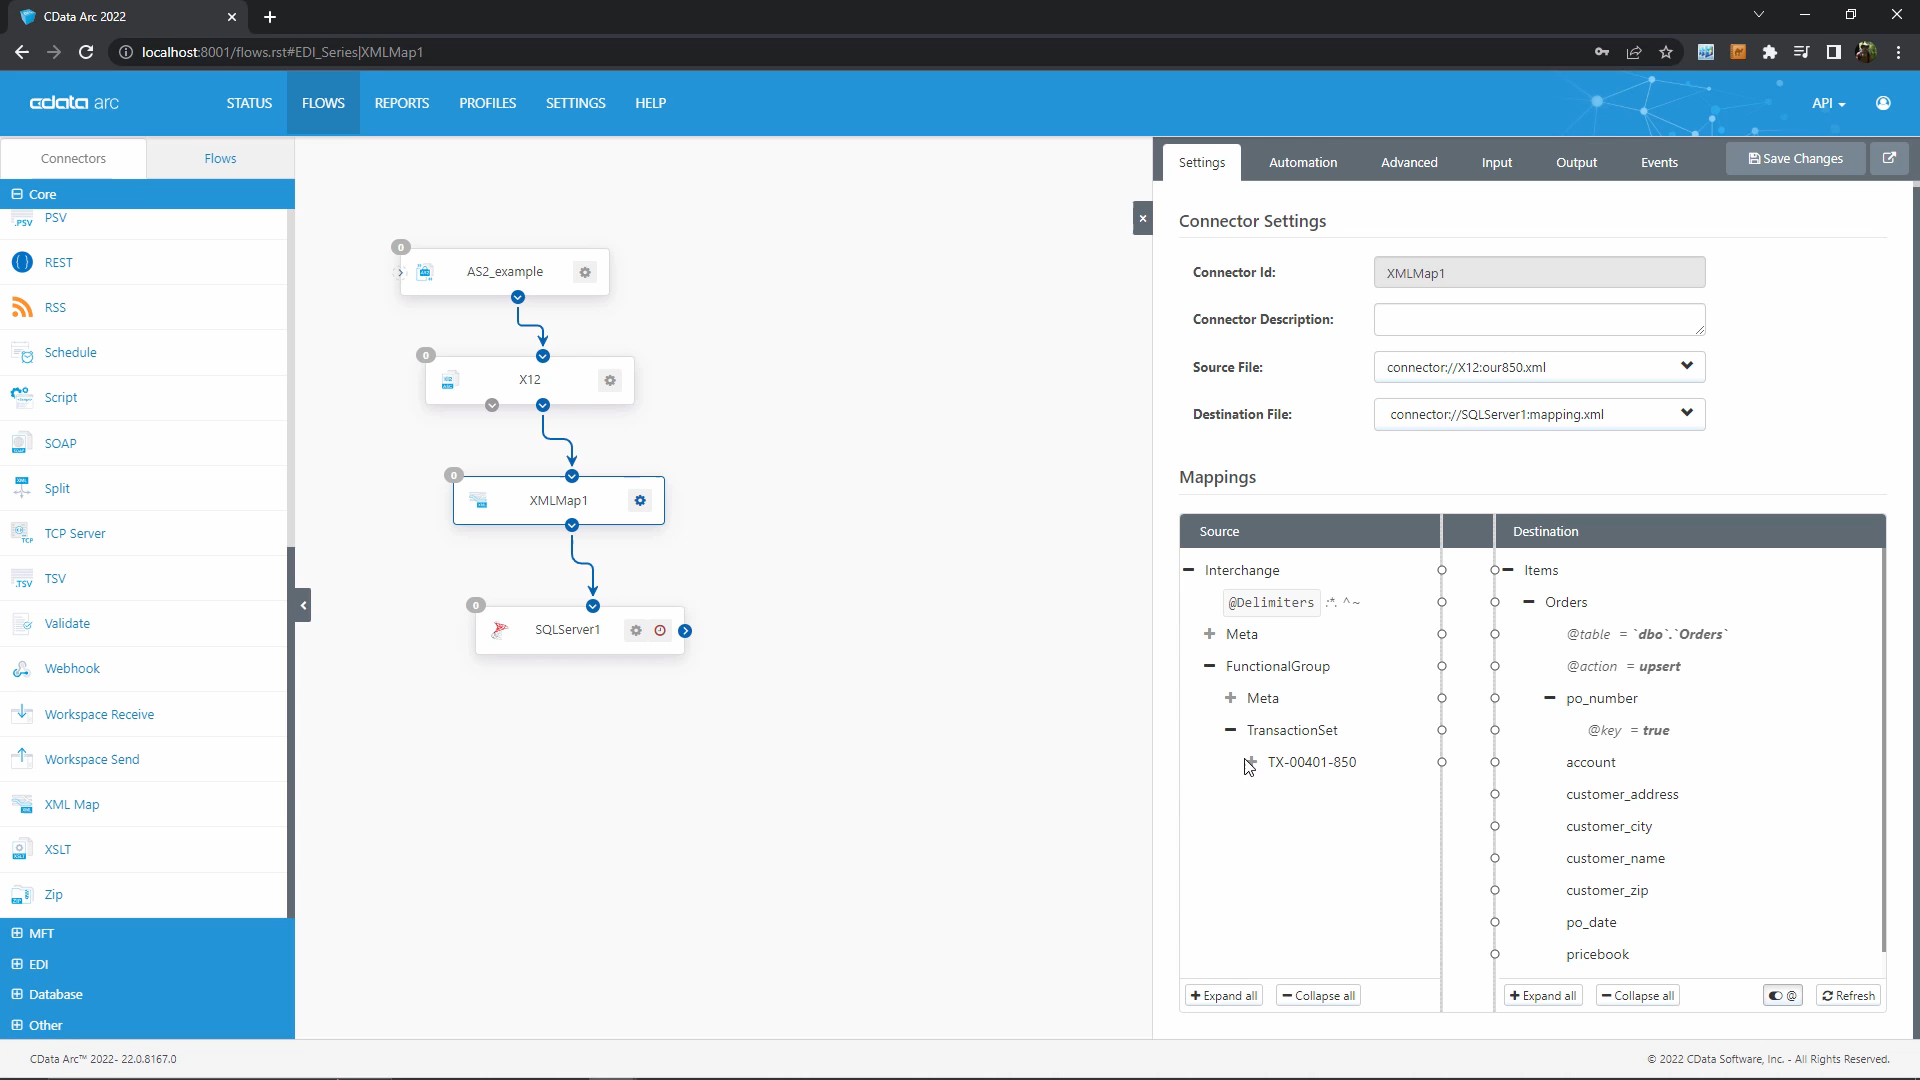 CData Arc 2022
localhost:8001/flows.rst#EDI_Series|XMLMap1
cdata arc
STATUS
FLOWS
REPORTS
PROFILES
SETTINGS
HELP
API
Connectors
Flows
Core
PSV
REST
RSS
Schedule
Script
SOAP
Split
TCP Server
TSV
Validate
Webhook
Workspace Receive
Workspace Send
XML Map
XSLT
Zip
MFT
EDI
Database
Other
0
AS2_example
0
X12
0
XMLMap1
0
SQLServer1
Settings
Automation
Advanced
Input
Output
Events
Save Changes
Connector Settings
Connector Id:
XMLMap1
Connector Description:
Source File:
connector://X12:our850.xml
Destination File:
connector://SQLServer1:mapping.xml
Mappings
Source
Destination
Interchange
@Delimiters :*. ^ ~
Meta
FunctionalGroup
Meta
TransactionSet
TX-00401-850
Items
Orders
@table = `dbo`.`Orders`
@action = upsert
po_number
@key = true
account
customer_address
customer_city
customer_name
customer_zip
po_date
pricebook
Expand all
Collapse all
Expand all
Collapse all
@
Refresh
CData Arc™ 2022- 22.0.8167.0
© 2022 CData Software, Inc. - All Rights Reserved.